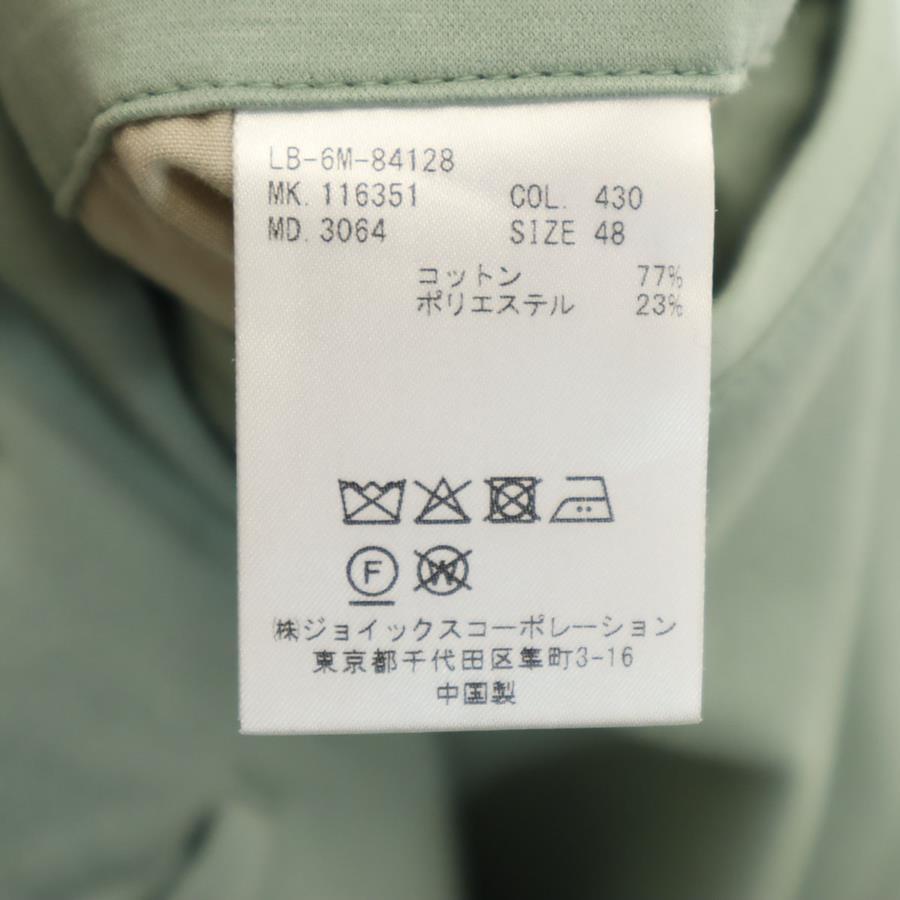 LB-6M-84128
MK. 116351 COL. 430
MD. 3064 SIZE 48
コットン 77%
ポリエステル 23%
F W
㈱ジョイックスコーポレーション
東京都千代田区隼町3-16
中国製